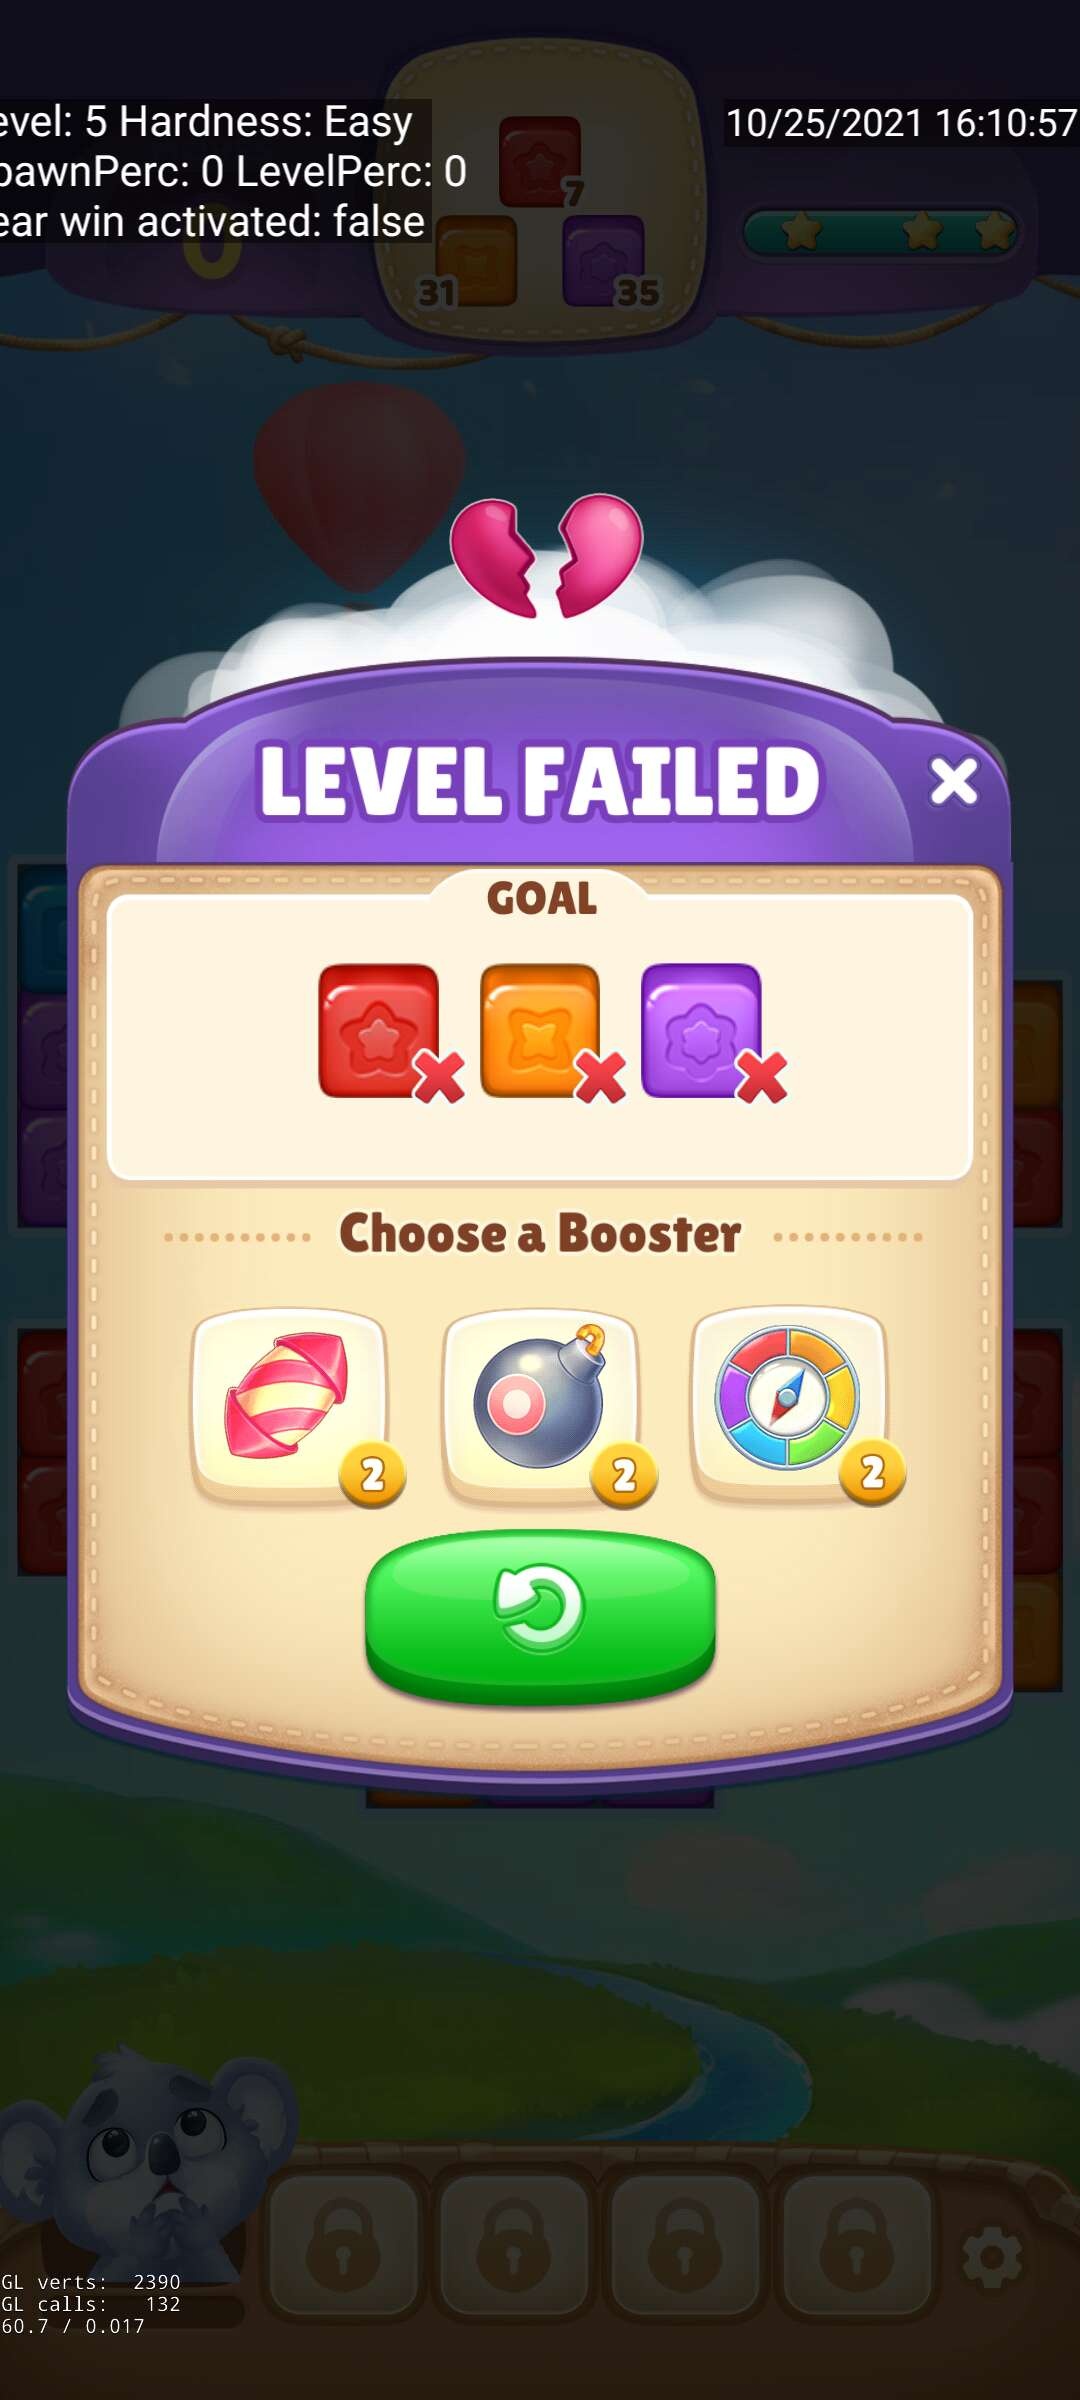 evel: 5 Hardness: Easy
pawnPerc: 0 LevelPerc: 0
ear win activated: false
10/25/2021 16:10:57
7
0
31
35
LEVEL FAILED
GOAL
Choose a Booster
2
2
2
GL verts: 2390
GL calls: 132
60.7 / 0.017